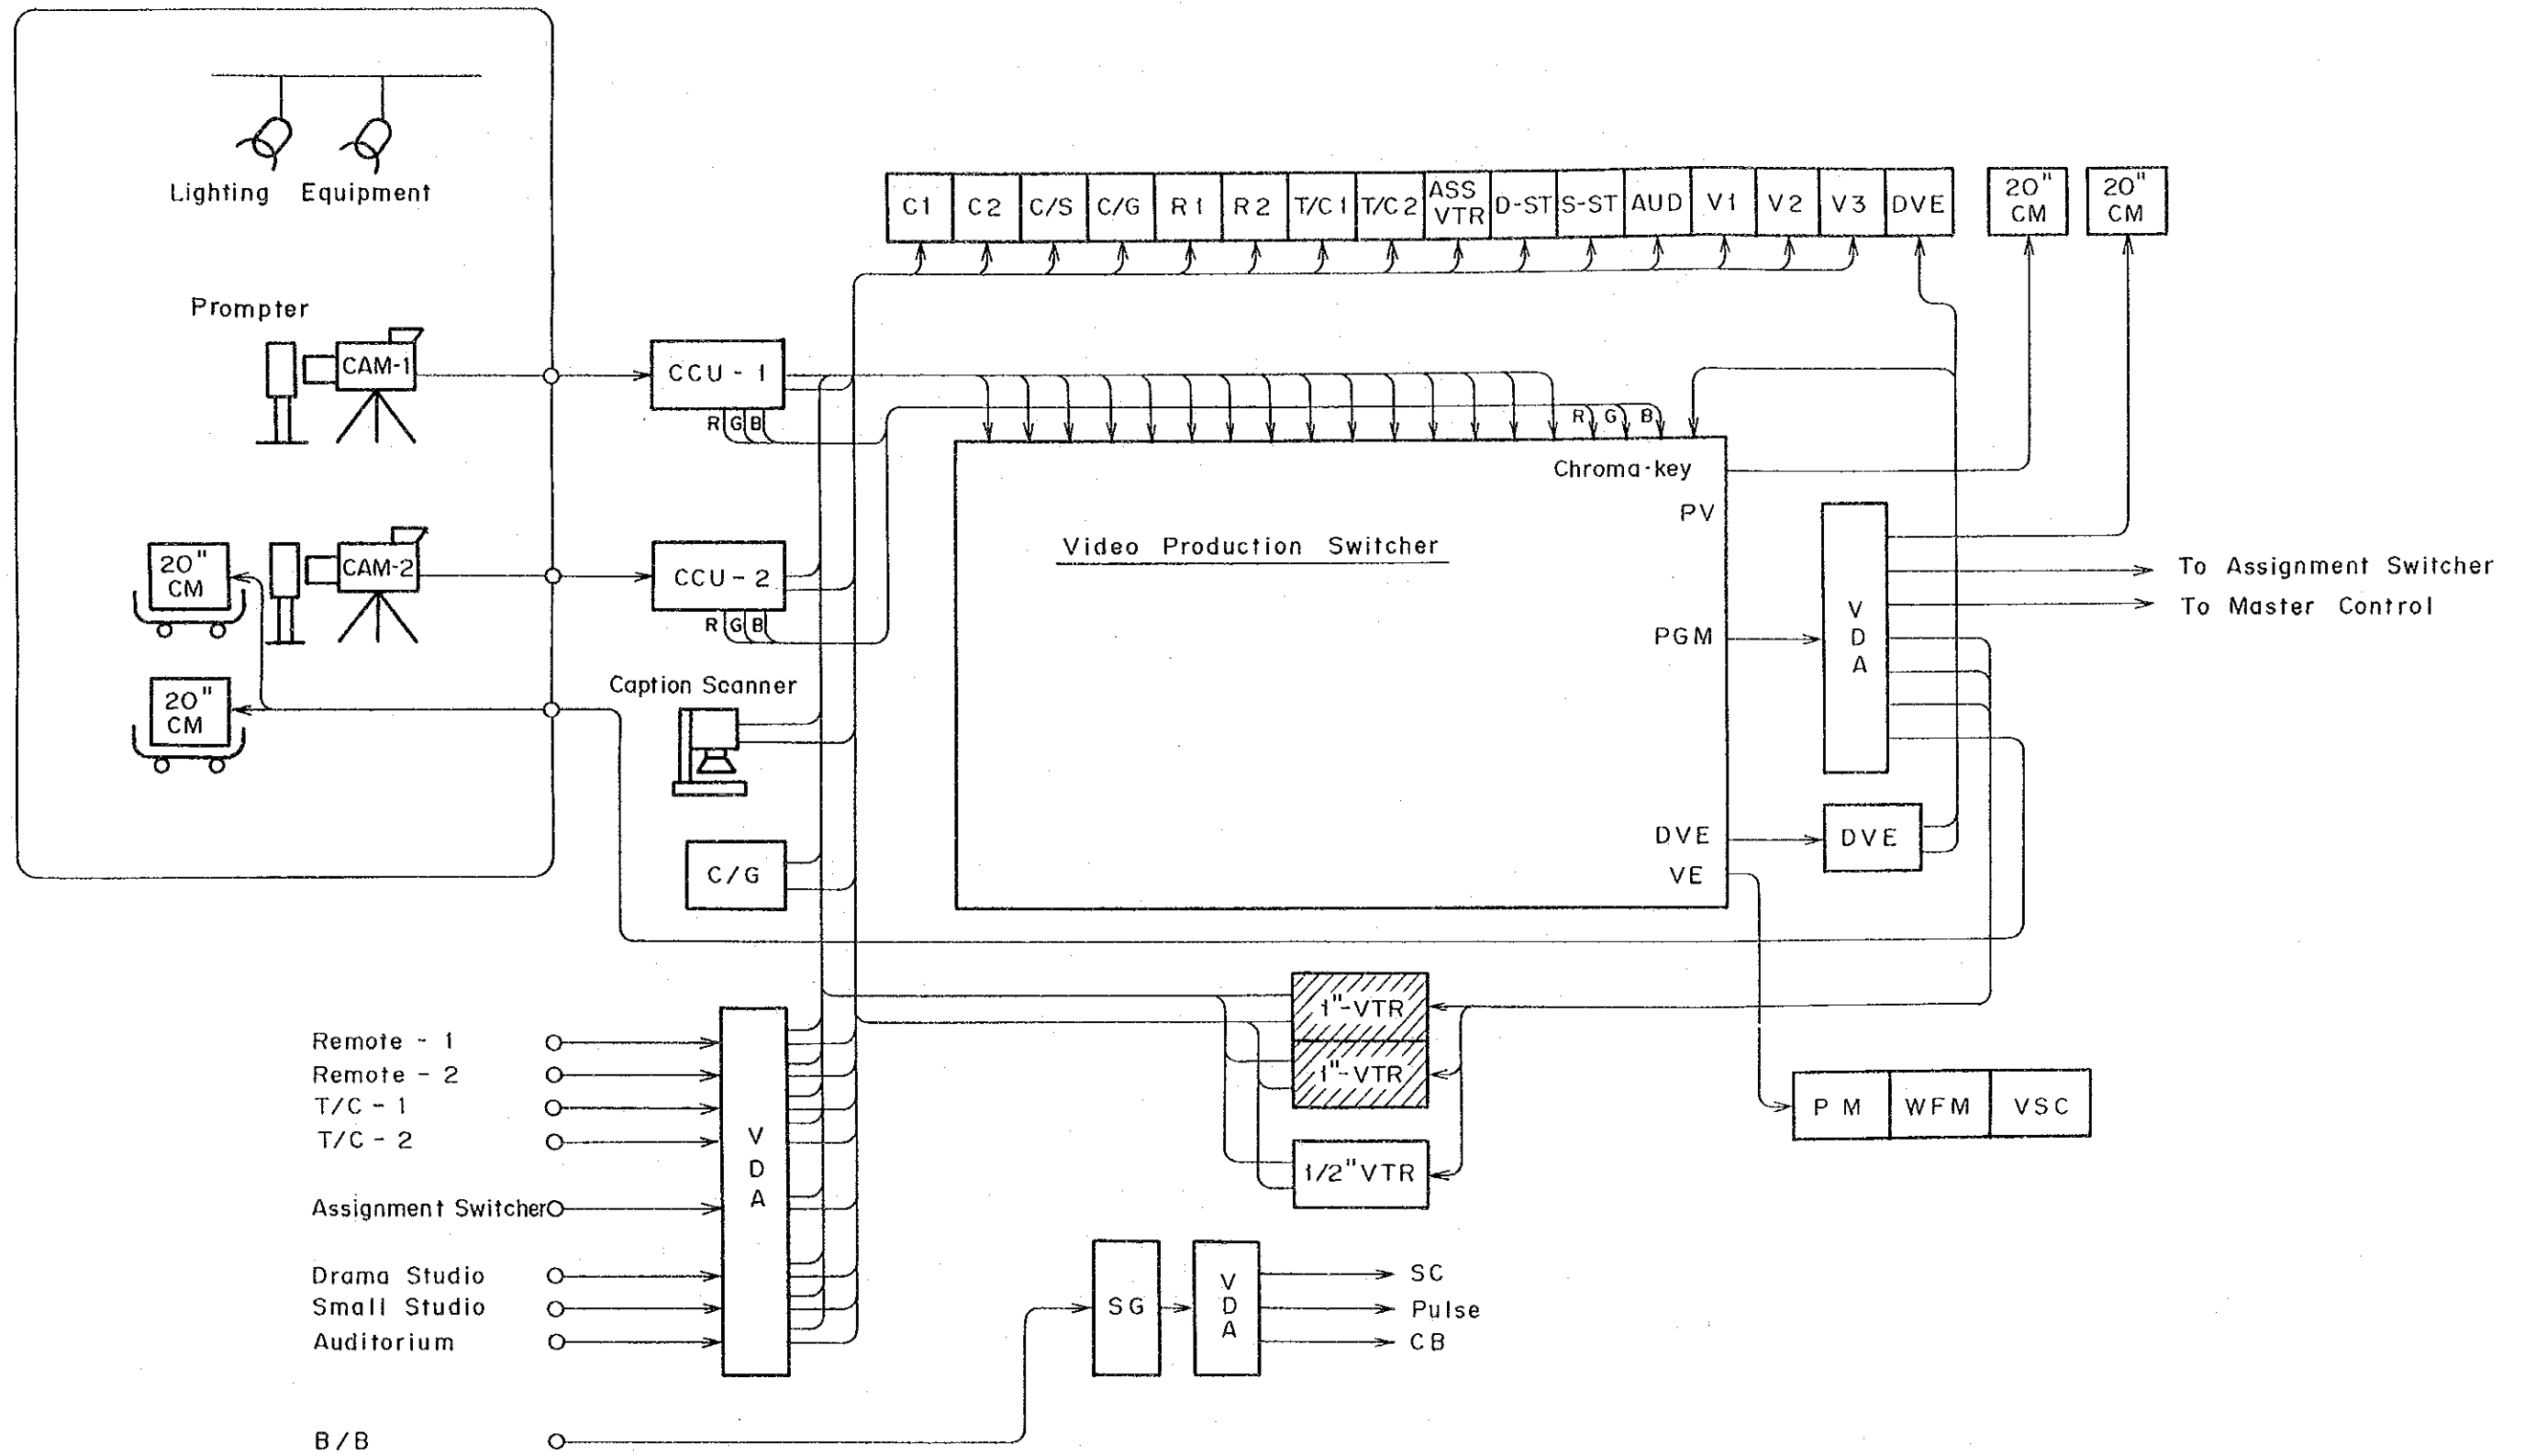 Lighting Equipment
C1
C2
C/S
C/G
R1
R2
T/C1
T/C2
ASS
VTR
D-ST
S-ST
AUD
V1
V2
V3
DVE
20"
CM
20"
CM
Prompter
CAM-1
CCU - 1
R G B
R G B
Chroma-key
PV
Video Production Switcher
20"
CM
CAM-2
CCU - 2
R G B
To Assignment Switcher
To Master Control
PGM
V
D
A
20"
CM
Caption Scanner
C/G
DVE
VE
DVE
1"-VTR
1"-VTR
1/2" VTR
PM
WFM
VSC
Remote - 1
Remote - 2
T/C - 1
T/C - 2
Assignment Switcher
Drama Studio
Small Studio
Auditorium
V
D
A
SG
V
D
A
SC
Pulse
CB
B/B